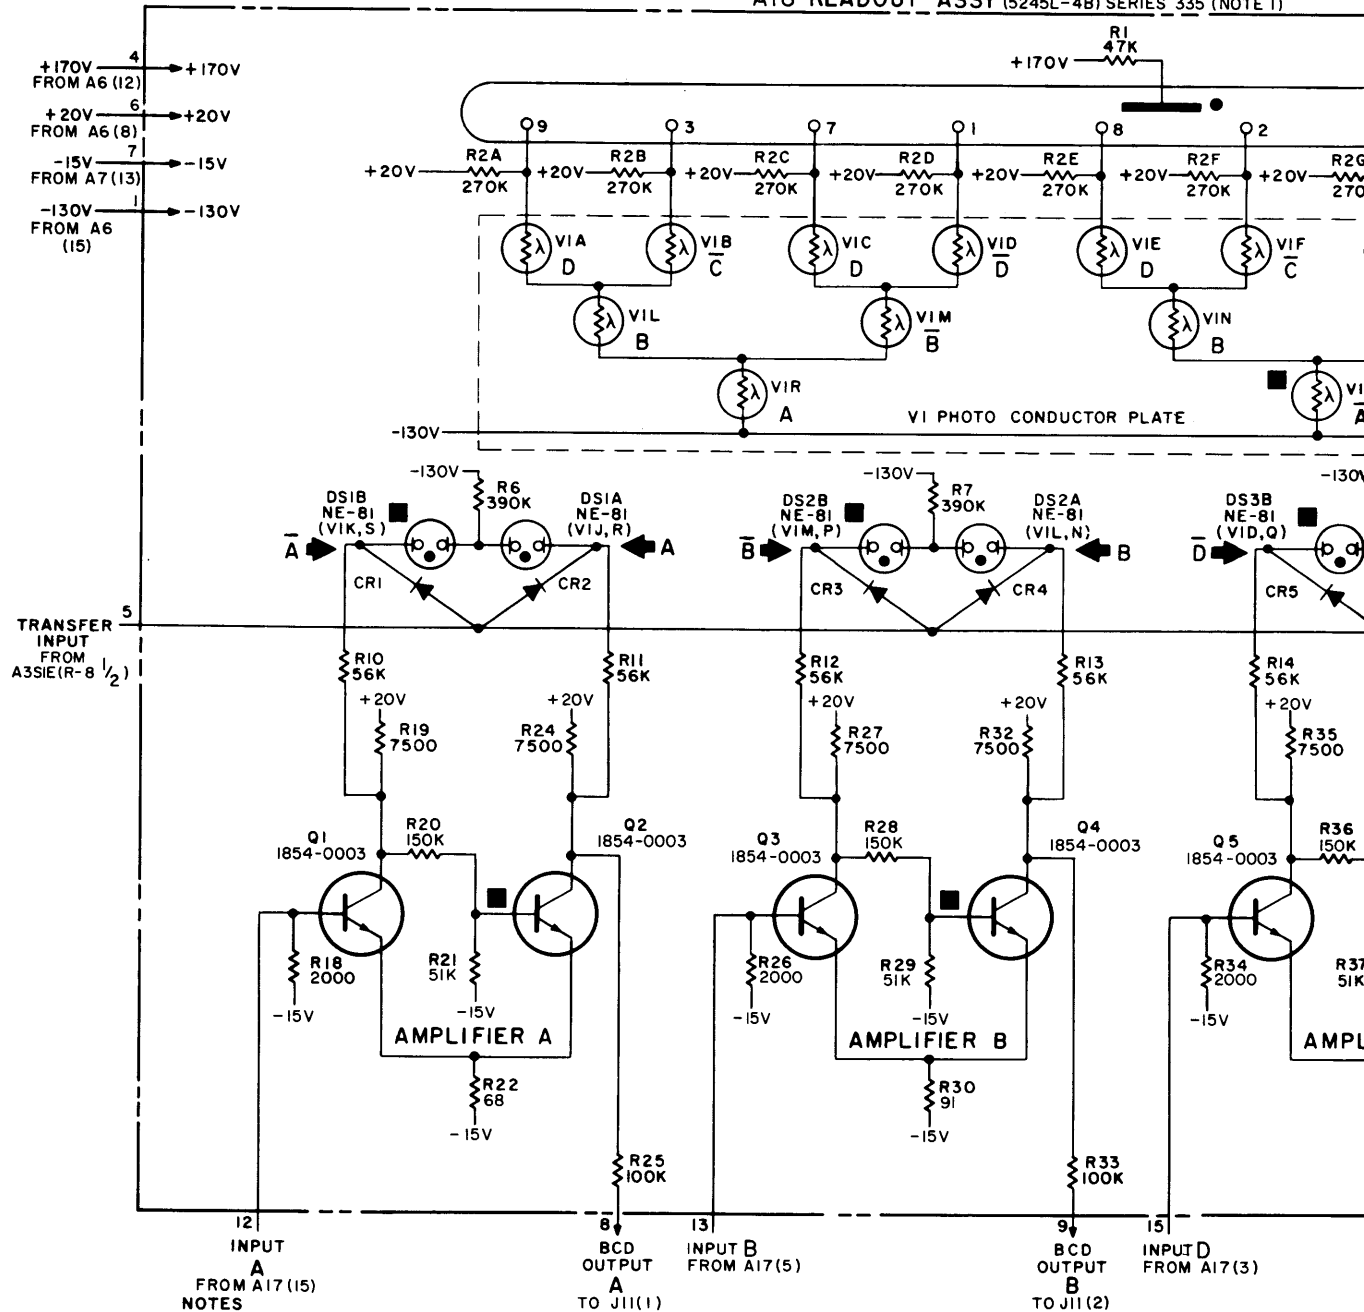 A18 READOUT ASSY (5245L-4B) SERIES 335 (NOTE 1)
+170V 4 +170V
FROM A6(12)
+20V 6 +20V
FROM A6(8)
-15V 7 -15V
FROM A7(13)
-130V 1 -130V
FROM A6
(15)
R1
47K
+170V
9 3 7 1 8 2
R2A R2B R2C R2D R2E R2F R2G
+20V +20V +20V +20V +20V +20V +20V
270K 270K 270K 270K 270K 270K
V1A V1B V1C V1D V1E V1F
D C̅ D D̅ D C̅
V1L V1M V1N
B B̅ B
V1R
A
A̅
V1 PHOTO CONDUCTOR PLATE
-130V
-130V -130V -130V
R6
390K
R7
390K
DS1B
NE-81
(V1K,S)
DS1A
NE-81
(V1J,R)
DS2B
NE-81
(V1M,P)
DS2A
NE-81
(V1L,N)
DS3B
NE-81
(V1D,Q)
A̅ A B̅ B D̅
CR1 CR2 CR3 CR4 CR5
5
TRANSFER
INPUT
FROM
A3S1E(R-8 1/2)
R10
56K
R11
56K
R12
56K
R13
56K
R14
56K
+20V +20V +20V +20V +20V
R19
7500
R24
7500
R27
7500
R32
7500
R35
7500
Q1
1854-0003
R20
150K
Q2
1854-0003
Q3
1854-0003
R28
150K
Q4
1854-0003
Q5
1854-0003
R36
150K
R18
2000
R21
51K
R26
2000
R29
51K
R34
2000
R37
51K
-15V -15V -15V -15V -15V
AMPLIFIER A
AMPLIFIER B
AMPL
R22
68
R30
91
-15V -15V
R25
100K
R33
100K
12 8 13 9 15
INPUT
A
FROM A17(15)
BCD
OUTPUT
A
TO J11(1)
INPUT B
FROM A17(5)
BCD
OUTPUT
B
TO J11(2)
INPUT D
FROM A17(3)
NOTES